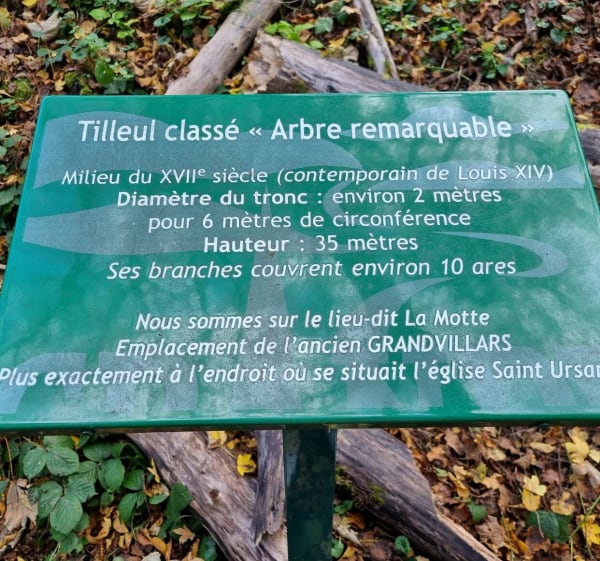 Tilleul classé « Arbre remarquable »
Milieu du XVIIe siècle (contemporain de Louis XIV)
Diamètre du tronc : environ 2 mètres
pour 6 mètres de circonférence
Hauteur : 35 mètres
Ses branches couvrent environ 10 ares
Nous sommes sur le lieu-dit La Motte
Emplacement de l'ancien GRANDVILLARS
Plus exactement à l'endroit où se situait l'église Saint